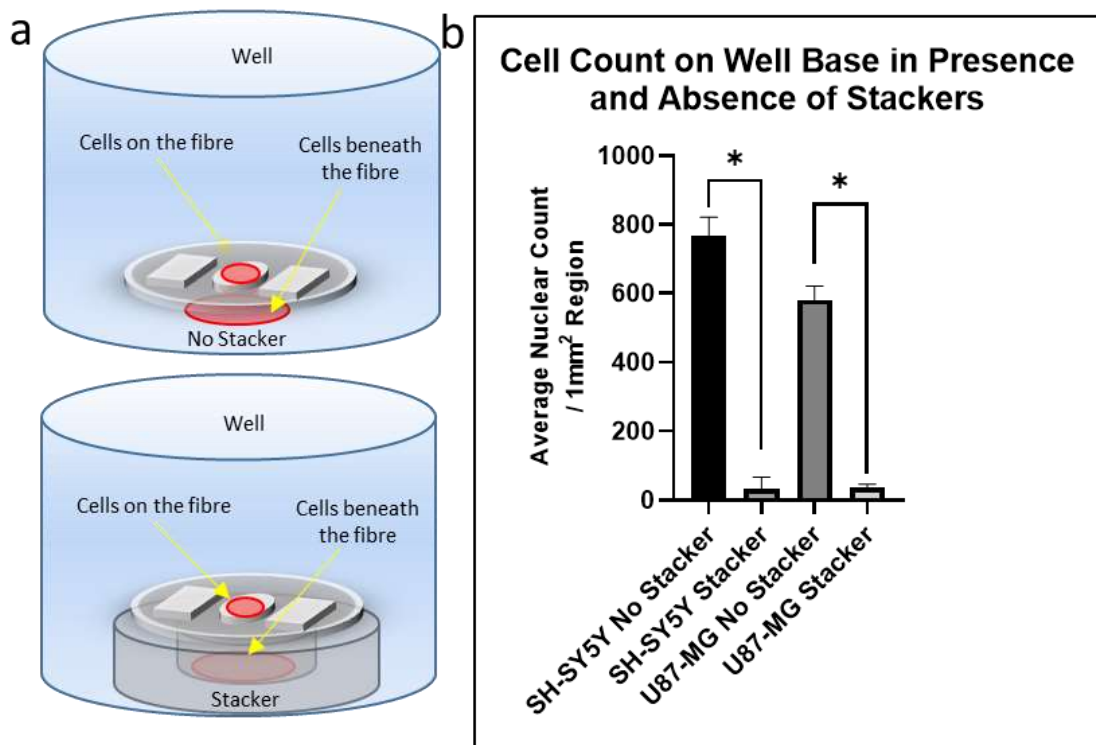 a
Well
Cells on the fibre
Cells beneath
the fibre
No Stacker
Well
Cells on the fibre
Cells beneath
the fibre
Stacker
b
Cell Count on Well Base in Presence
and Absence of Stackers
Average Nuclear Count
/ 1mm² Region
1000
800
600
400
200
0
*
*
SH-SY5Y No Stacker
SH-SY5Y Stacker
U87-MG No Stacker
U87-MG Stacker